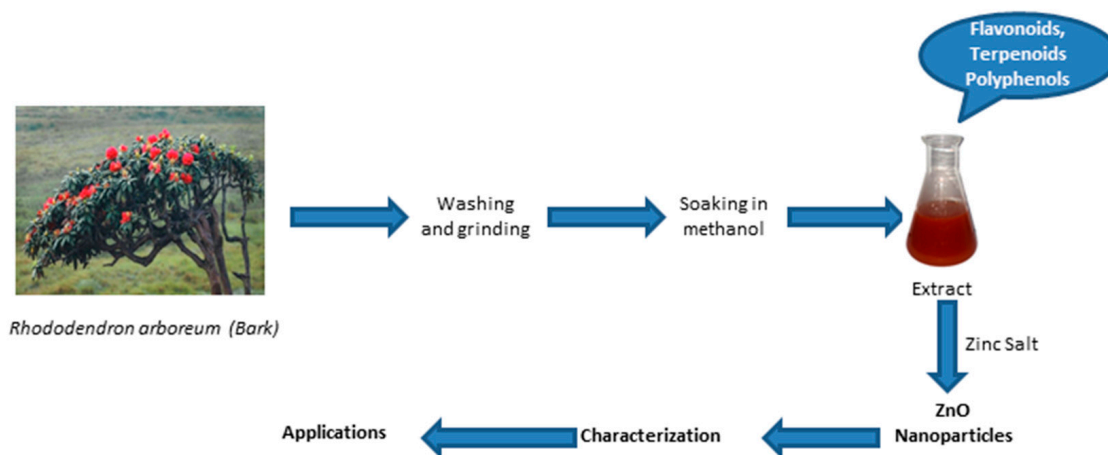 Flavonoids,
Terpenoids
Polyphenols
Washing
and grinding
Soaking in
methanol
Extract
Rhododendron arboreum (Bark)
Zinc Salt
ZnO
Nanoparticles
Characterization
Applications